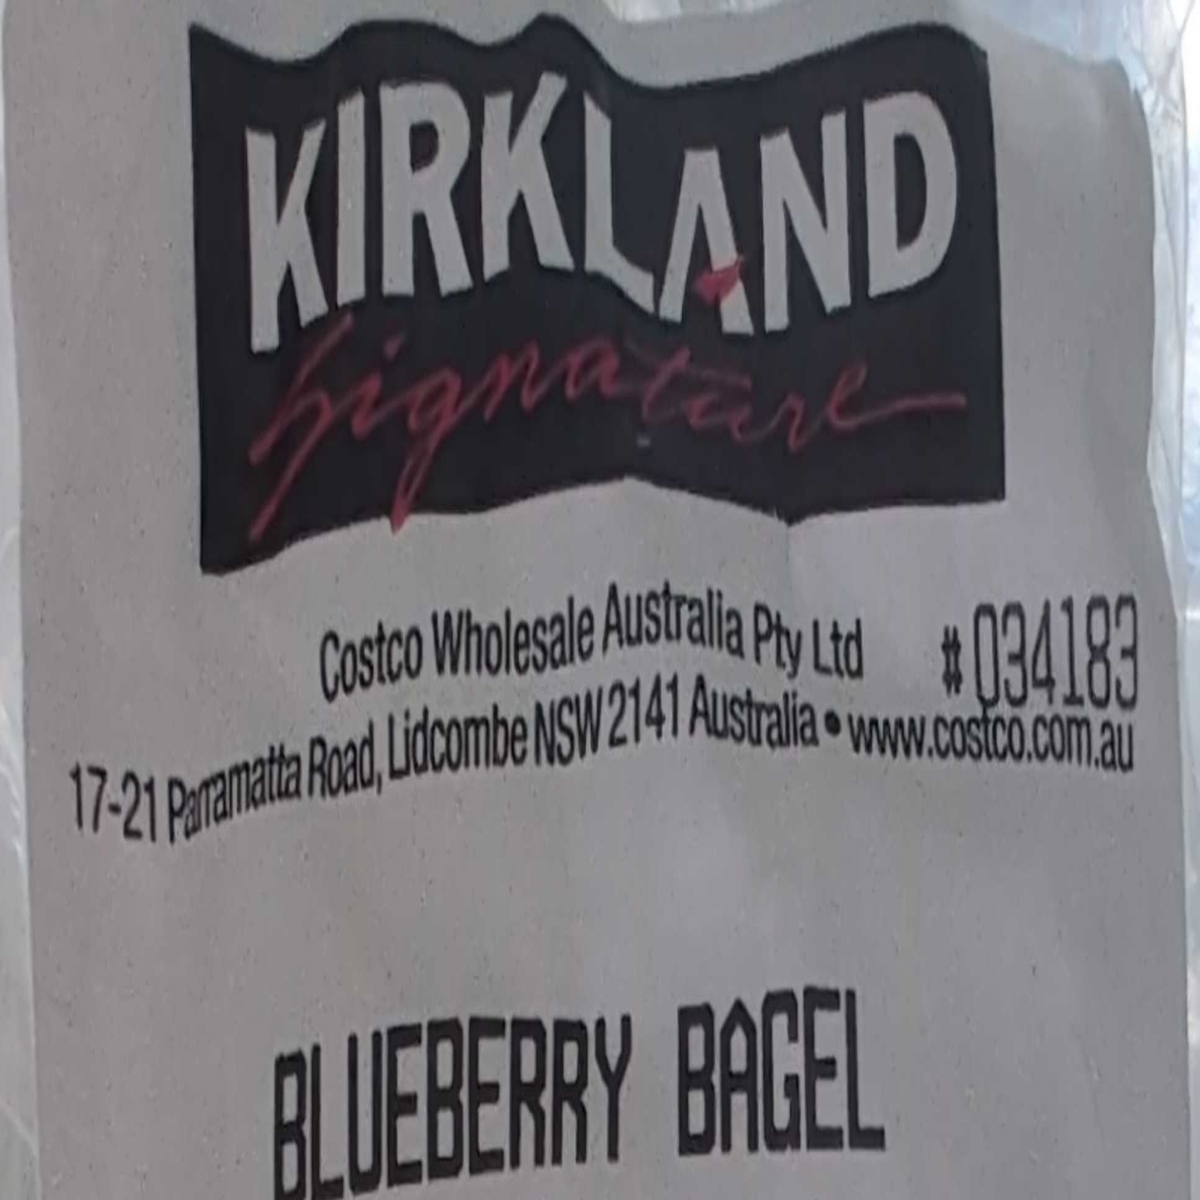 KIRKLAND
Signature
Costco Wholesale Australia Pty Ltd # 034183
17-21 Parramatta Road, Lidcombe NSW 2141 Australia • www.costco.com.au
BLUEBERRY BAGEL